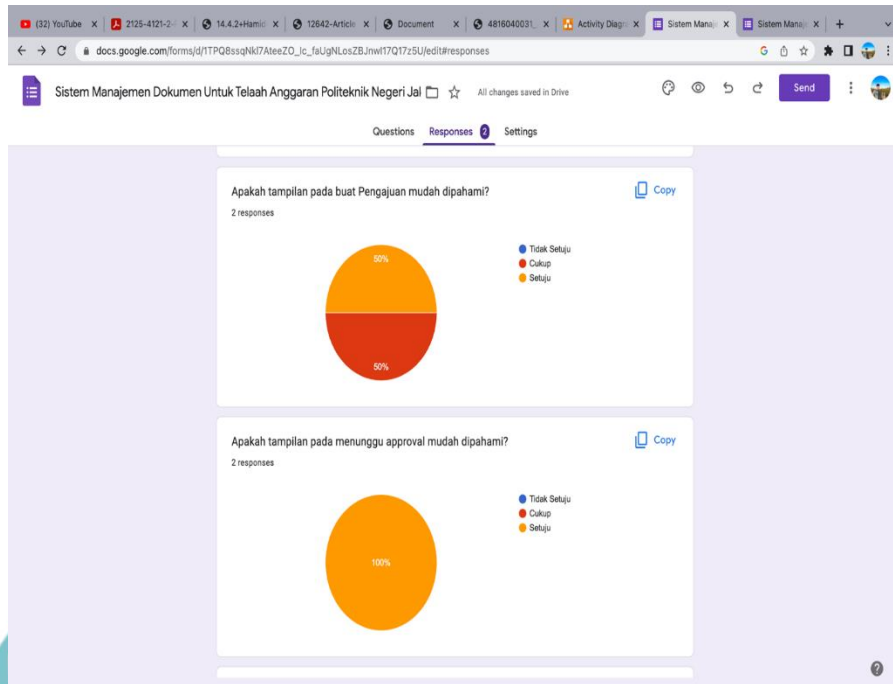 (32) YouTube
2125-4121-2-
14.4.2+Hamid
12642-Article
Document
4816040031_
Activity Diagr
Sistem Manaj
Sistem Manaj
docs.google.com/forms/d/1TPQ8ssqNkl7AteeZO_lc_faUgNLosZBJnwl17Q17z5U/edit#responses
Sistem Manajemen Dokumen Untuk Telaah Anggaran Politeknik Negeri Jal
All changes saved in Drive
Send
Questions Responses 2 Settings
Apakah tampilan pada buat Pengajuan mudah dipahami?
Copy
2 responses
50%
50%
Tidak Setuju
Cukup
Setuju
Apakah tampilan pada menunggu approval mudah dipahami?
Copy
2 responses
100%
Tidak Setuju
Cukup
Setuju